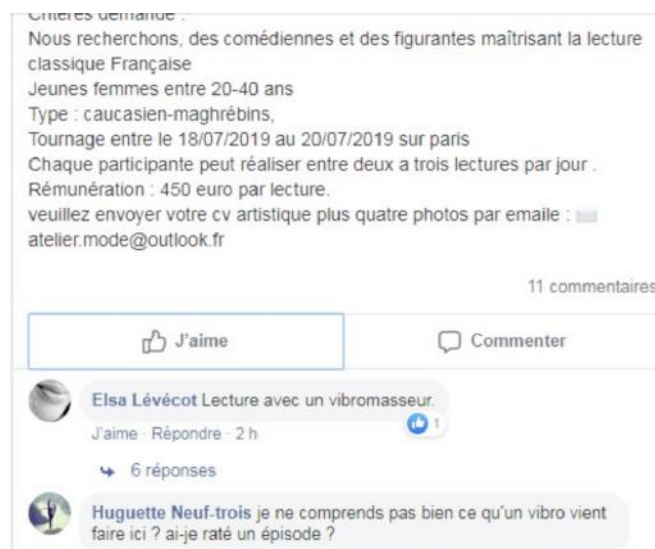 Critères demande :
Nous recherchons, des comédiennes et des figurantes maîtrisant la lecture
classique Française
Jeunes femmes entre 20-40 ans
Type : caucasien-maghrébins,
Tournage entre le 18/07/2019 au 20/07/2019 sur paris
Chaque participante peut réaliser entre deux a trois lectures par jour .
Rémunération : 450 euro par lecture.
veuillez envoyer votre cv artistique plus quatre photos par emaile :
atelier.mode@outlook.fr
11 commentaires
J'aime
Commenter
Elsa Lévécot Lecture avec un vibromasseur.
1
J'aime · Répondre · 2 h
6 réponses
Huguette Neuf-trois je ne comprends pas bien ce qu'un vibro vient
faire ici ? ai-je raté un épisode ?